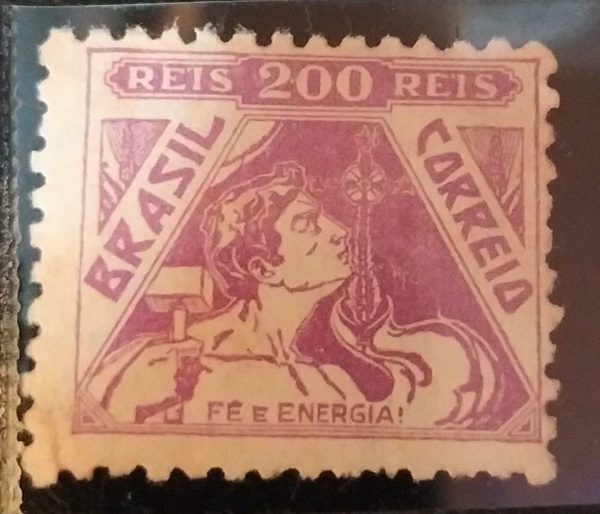 REIS 200 REIS
BRASIL
CORREIO
FÉ E ENERGIA!